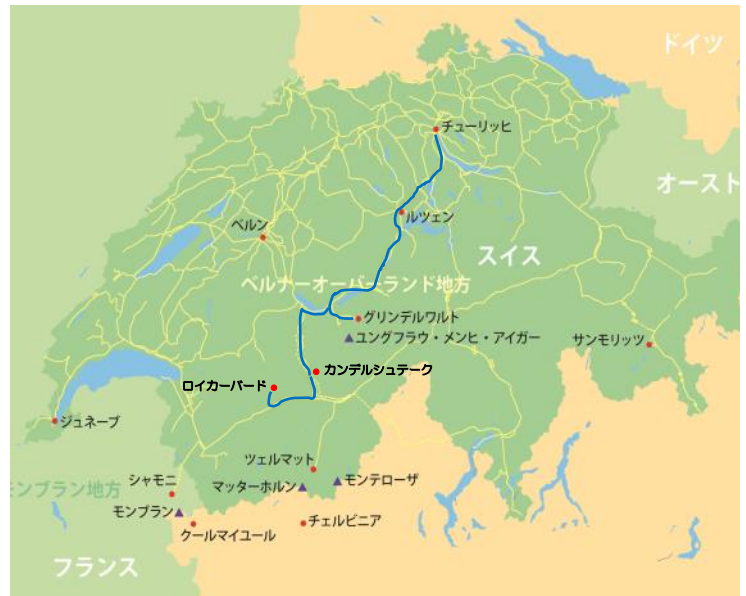 ドイツ
チューリッヒ
オースト
ルツェン
ベルン
スイス
ベルナーオーバーランド地方
グリンデルワルト
ユングフラウ・メンヒ・アイガー
サンモリッツ
カンデルシュテーク
ロイカーバード
ジュネーブ
ツェルマット
シャモニ
マッターホルン
モンテローザ
モンブラン地方
モンブラン
クールマイユール
チェルビニア
フランス